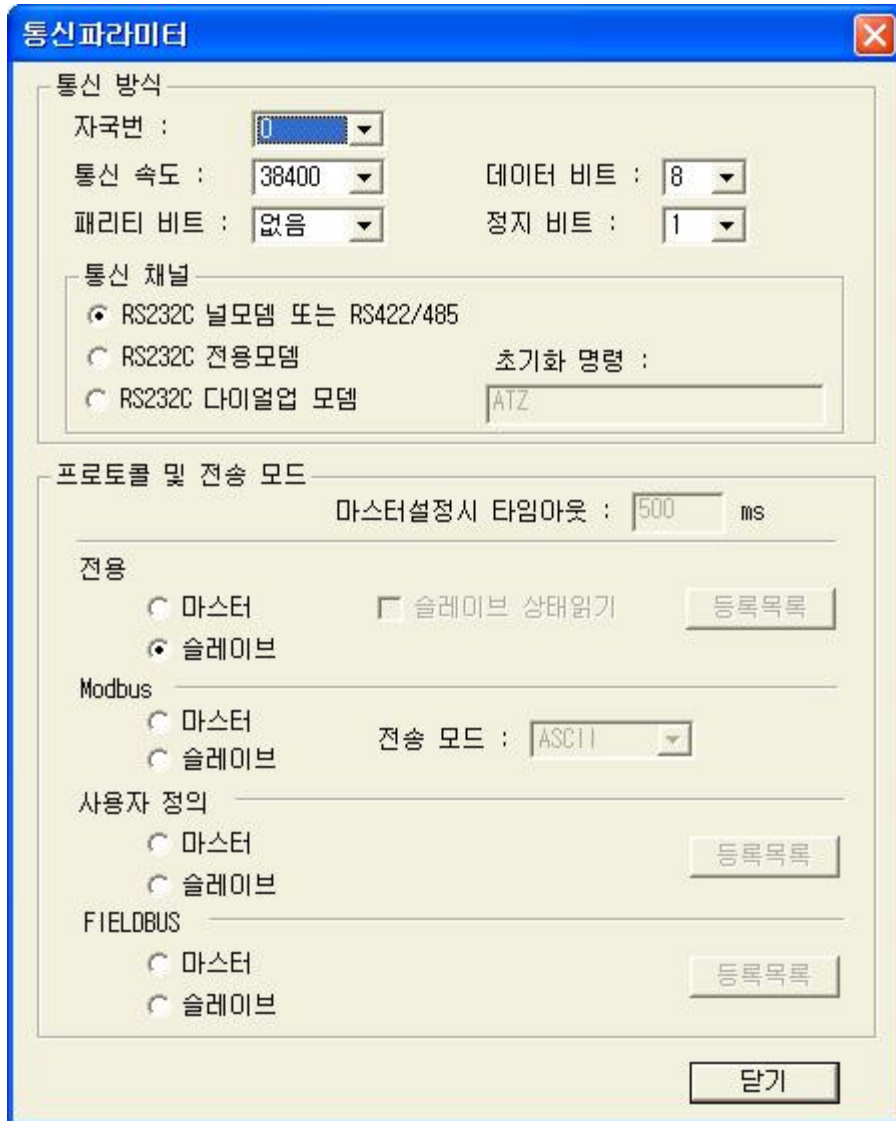 통신파라미터
통신 방식
자국번 : 0
통신 속도 : 38400 데이터 비트 : 8
패리티 비트 : 없음 정지 비트 : 1
통신 채널
RS232C 널모뎀 또는 RS422/485
RS232C 전용모뎀 초기화 명령 :
RS232C 다이얼업 모뎀 ATZ
프로토콜 및 전송 모드
마스터설정시 타임아웃 : 500 ms
전용
마스터 슬레이브 상태읽기 등록목록
슬레이브
Modbus
마스터
전송 모드 : ASCII
슬레이브
사용자 정의
마스터 등록목록
슬레이브
FIELDBUS
마스터 등록목록
슬레이브
닫기